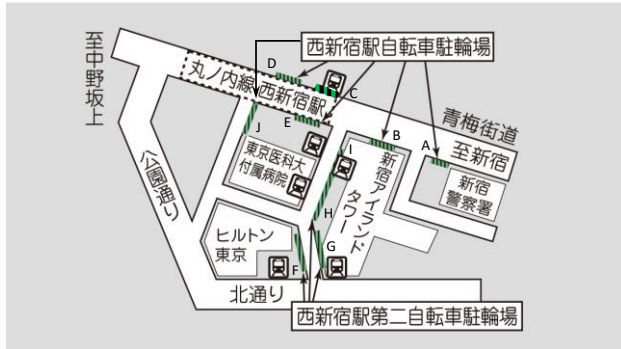 西新宿駅自転車駐輪場
至中野坂上
丸ノ内線 西新宿駅
D
C
青梅街道
至新宿
J
E
B
A
I
東京医科大
付属病院
新宿アイランド
タワー
新宿
警察署
公園通り
H
ヒルトン
東京
G
F
北通り
西新宿駅第二自転車駐輪場